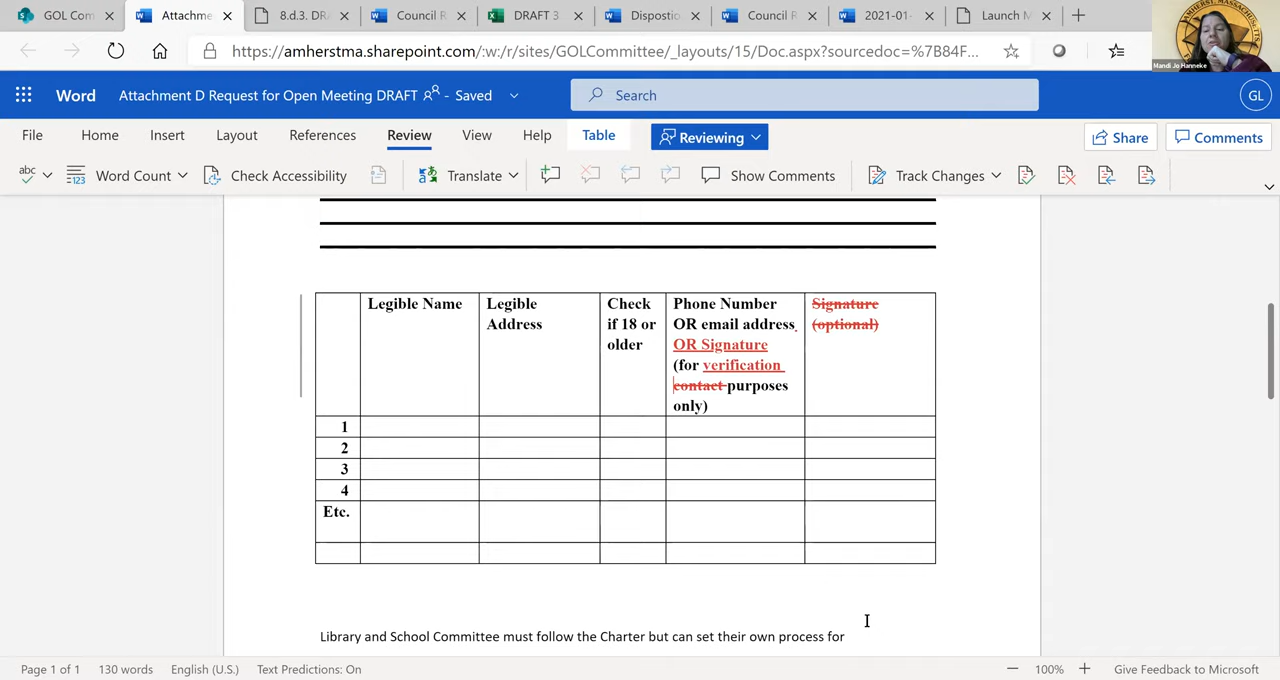 GOL Com
Attachme
8.d.3. DRA
Council R
DRAFT 3
Dispostio
Council R
2021-01-
Launch M
AMHERST, MASSACHUSETTS
Mandi Jo Hanneke
https://amherstma.sharepoint.com/:w:/r/sites/GOLCommittee/_layouts/15/Doc.aspx?sourcedoc=%7B84F...
Word
Attachment D Request for Open Meeting DRAFT - Saved
Search
GL
File Home Insert Layout References Review View Help Table Reviewing Share Comments
abc 123 Word Count Check Accessibility Translate Show Comments Track Changes
Legible Name
Legible
Address
Check
if 18 or
older
Phone Number
OR email address
OR Signature
(for verification
contact purposes
only)
Signature
(optional)
1
2
3
4
Etc.
Library and School Committee must follow the Charter but can set their own process for
Page 1 of 1 130 words English (U.S.) Text Predictions: On 100% Give Feedback to Microsoft